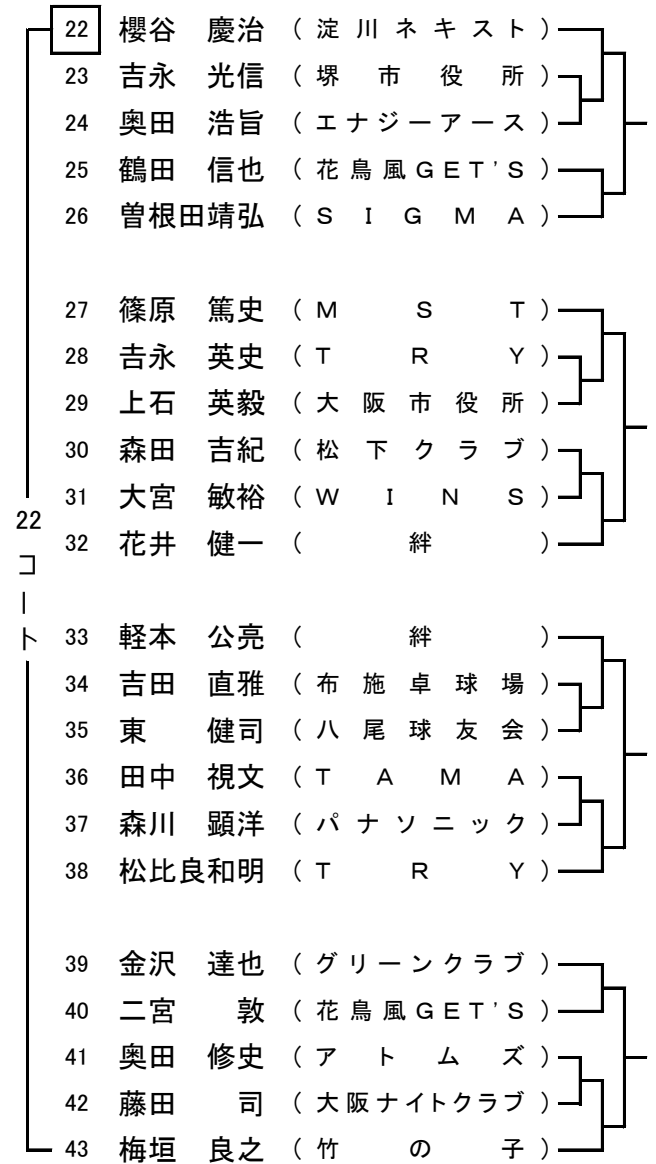 22 櫻谷 慶治 (淀川ネキスト)
23 吉永 光信 (堺市役所)
24 奥田 浩旨 (エナジーアース)
25 鶴田 信也 (花鳥風GET'S)
26 曽根田靖弘 (SIGMA)
27 篠原 篤史 (MST)
28 𠮷永 英史 (TRY)
29 上石 英毅 (大阪市役所)
30 森田 吉紀 (松下クラブ)
31 大宮 敏裕 (WINS)
32 花井 健一 (絆)
22コート
33 軽本 公亮 (絆)
34 吉田 直雅 (布施卓球場)
35 東 健司 (八尾球友会)
36 田中 視文 (TAMA)
37 森川 顕洋 (パナソニック)
38 松比良和明 (TRY)
39 金沢 達也 (グリーンクラブ)
40 二宮 敦 (花鳥風GET'S)
41 奥田 修史 (アトムズ)
42 藤田 司 (大阪ナイトクラブ)
43 梅垣 良之 (竹の子)